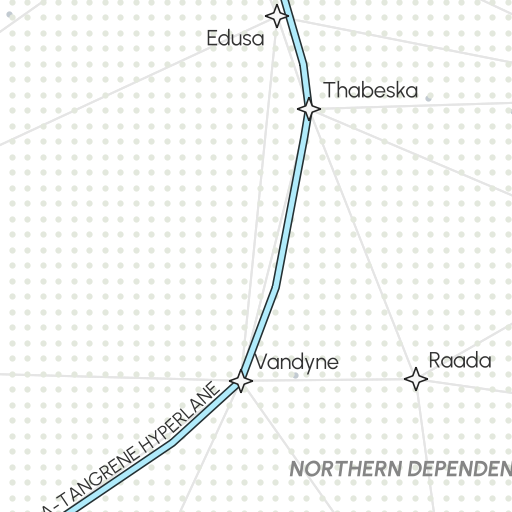 Edusa
Thabeska
Vandyne
Raada
A-TANGRENE HYPERLANE
NORTHERN DEPENDEN